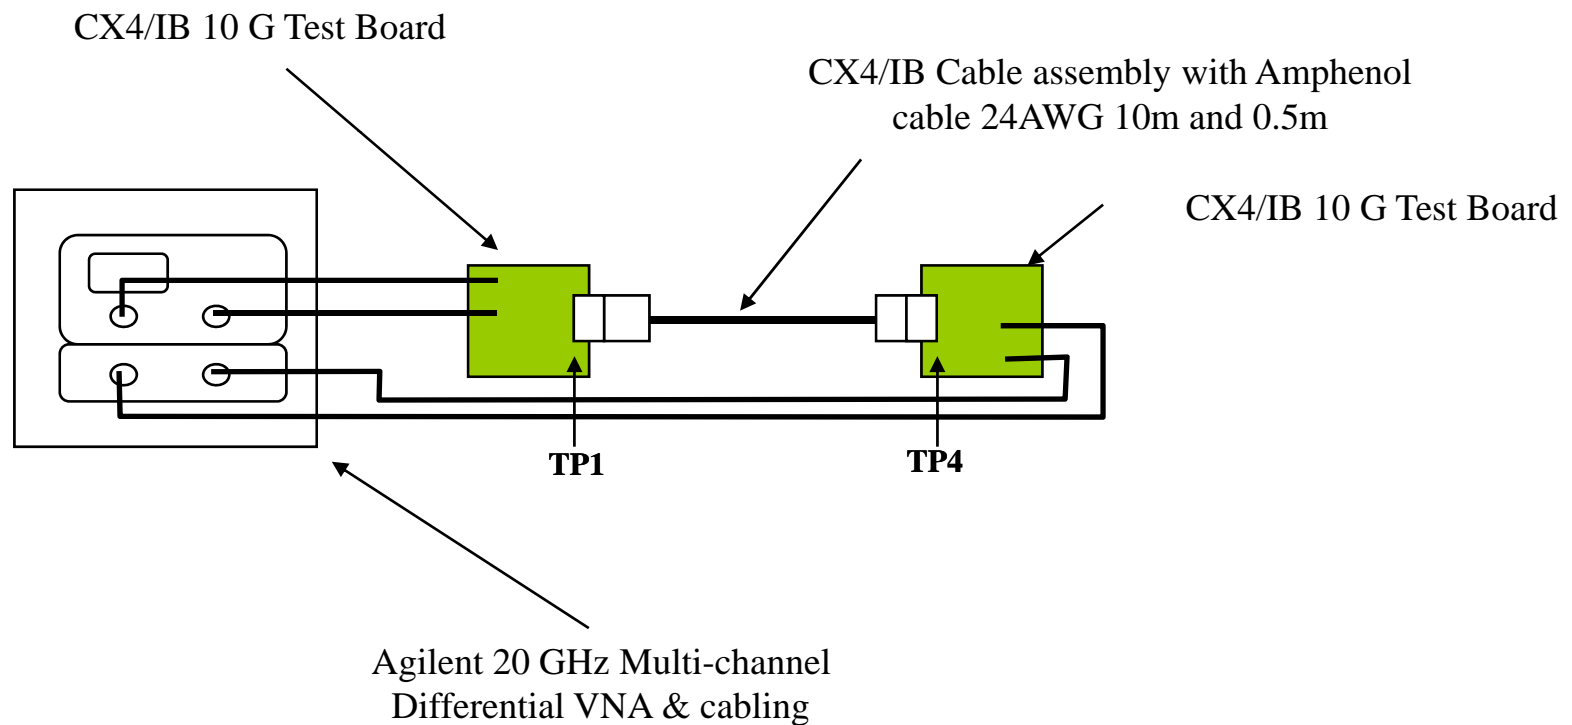 CX4/IB 10 G Test Board
CX4/IB Cable assembly with Amphenol
cable 24AWG 10m and 0.5m
CX4/IB 10 G Test Board
TP1
TP4
Agilent 20 GHz Multi-channel
Differential VNA & cabling